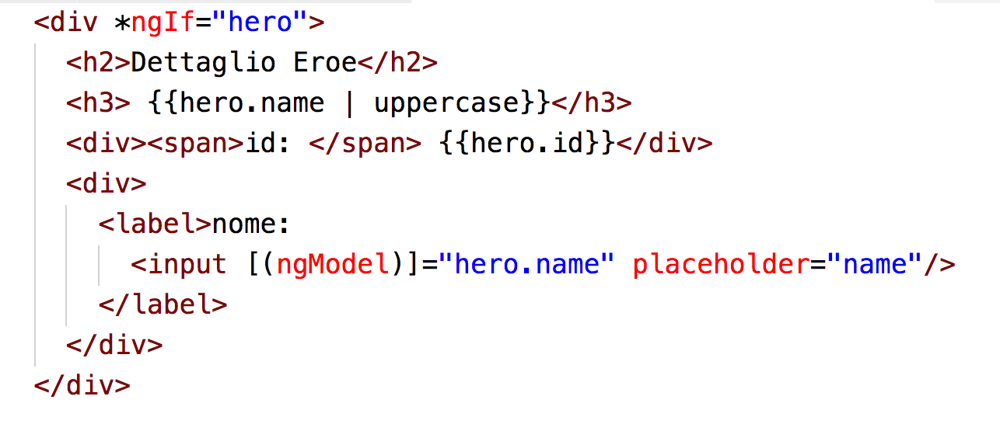 <div *ngIf="hero">
<h2>Dettaglio Eroe</h2>
<h3> {{hero.name | uppercase}}</h3>
<div><span>id: </span> {{hero.id}}</div>
<div>
<label>nome:
<input [(ngModel)]="hero.name" placeholder="name"/>
</label>
</div>
</div>